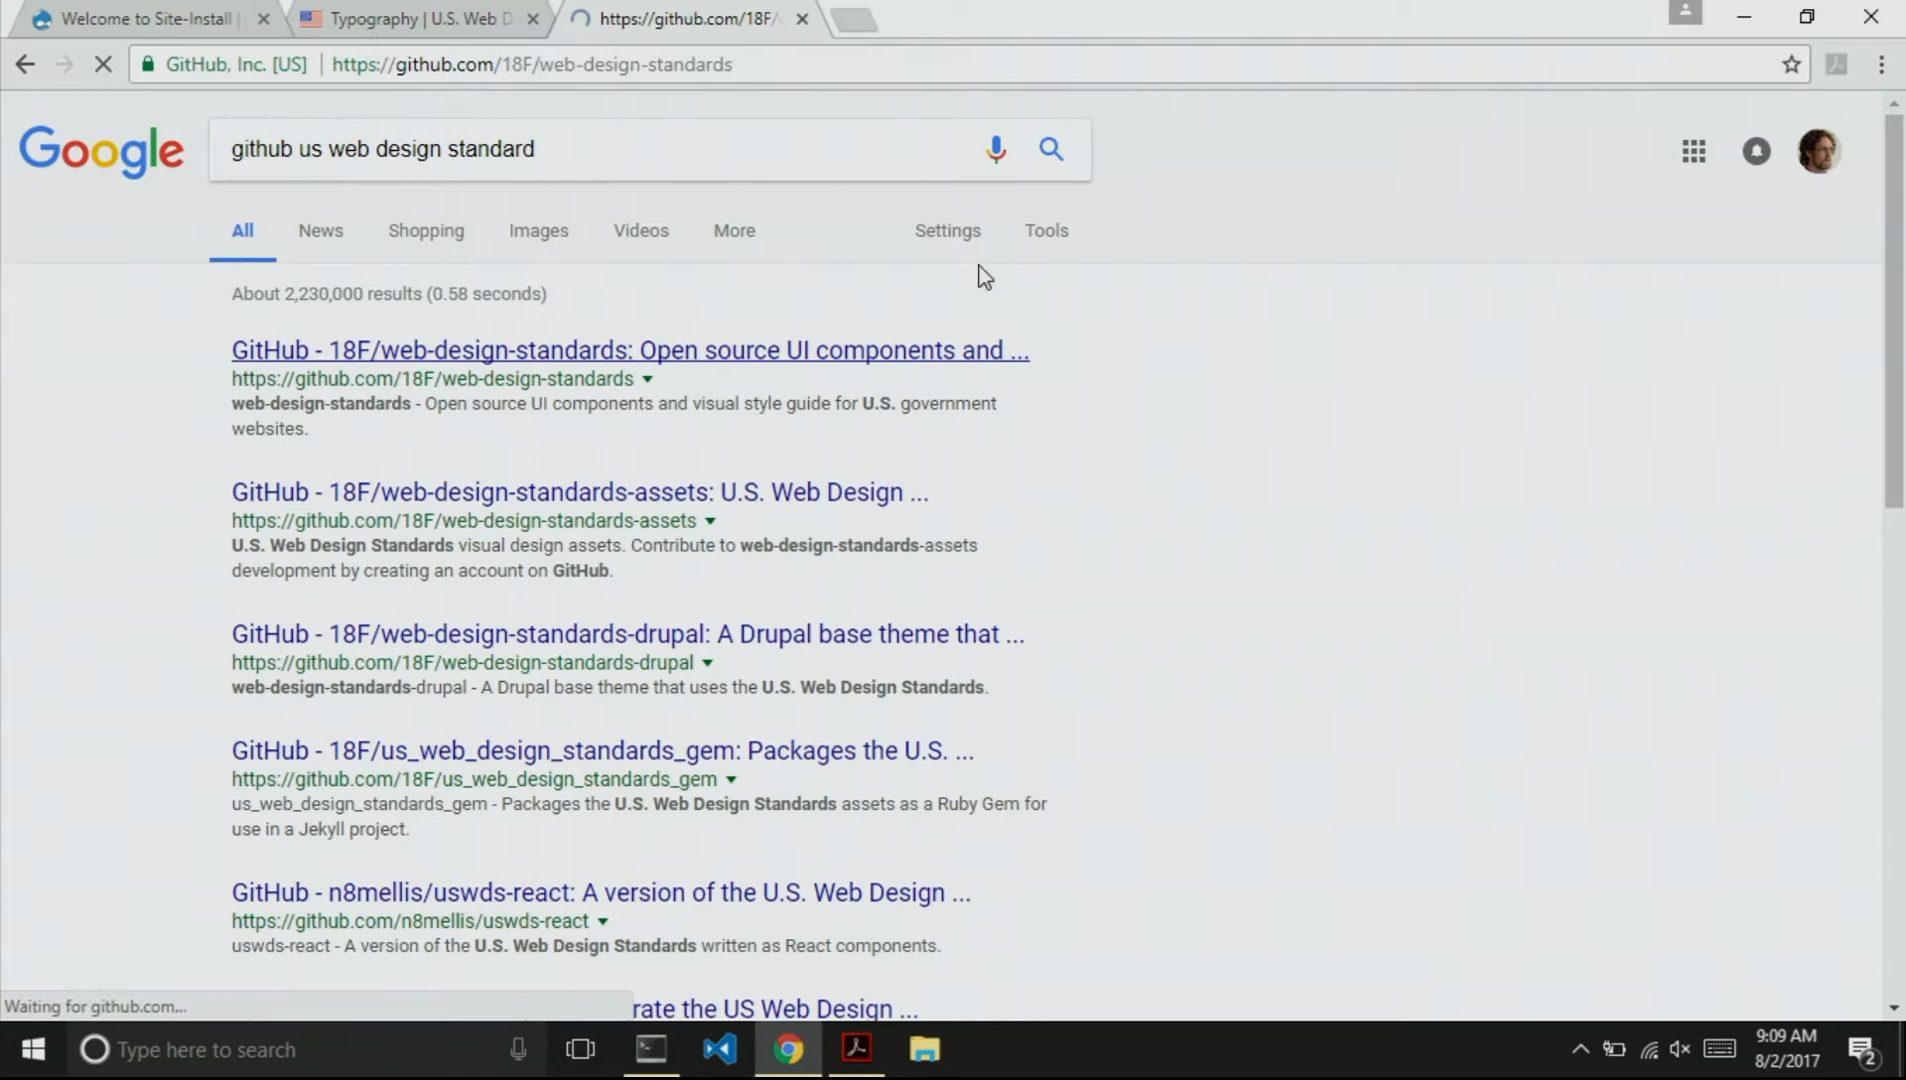 Welcome to Site-Install |
Typography | U.S. Web D
https://github.com/18F/
GitHub, Inc. [US]
https://github.com/18F/web-design-standards
Google
github us web design standard
All
News
Shopping
Images
Videos
More
Settings
Tools
About 2,230,000 results (0.58 seconds)
GitHub - 18F/web-design-standards: Open source UI components and ...
https://github.com/18F/web-design-standards
web-design-standards - Open source UI components and visual style guide for U.S. government
websites.
GitHub - 18F/web-design-standards-assets: U.S. Web Design ...
https://github.com/18F/web-design-standards-assets
U.S. Web Design Standards visual design assets. Contribute to web-design-standards-assets
development by creating an account on GitHub.
GitHub - 18F/web-design-standards-drupal: A Drupal base theme that ...
https://github.com/18F/web-design-standards-drupal
web-design-standards-drupal - A Drupal base theme that uses the U.S. Web Design Standards.
GitHub - 18F/us_web_design_standards_gem: Packages the U.S. ...
https://github.com/18F/us_web_design_standards_gem
us_web_design_standards_gem - Packages the U.S. Web Design Standards assets as a Ruby Gem for
use in a Jekyll project.
GitHub - n8mellis/uswds-react: A version of the U.S. Web Design ...
https://github.com/n8mellis/uswds-react
uswds-react - A version of the U.S. Web Design Standards written as React components.
rate the US Web Design ...
Waiting for github.com...
Type here to search
9:09 AM
8/2/2017
2